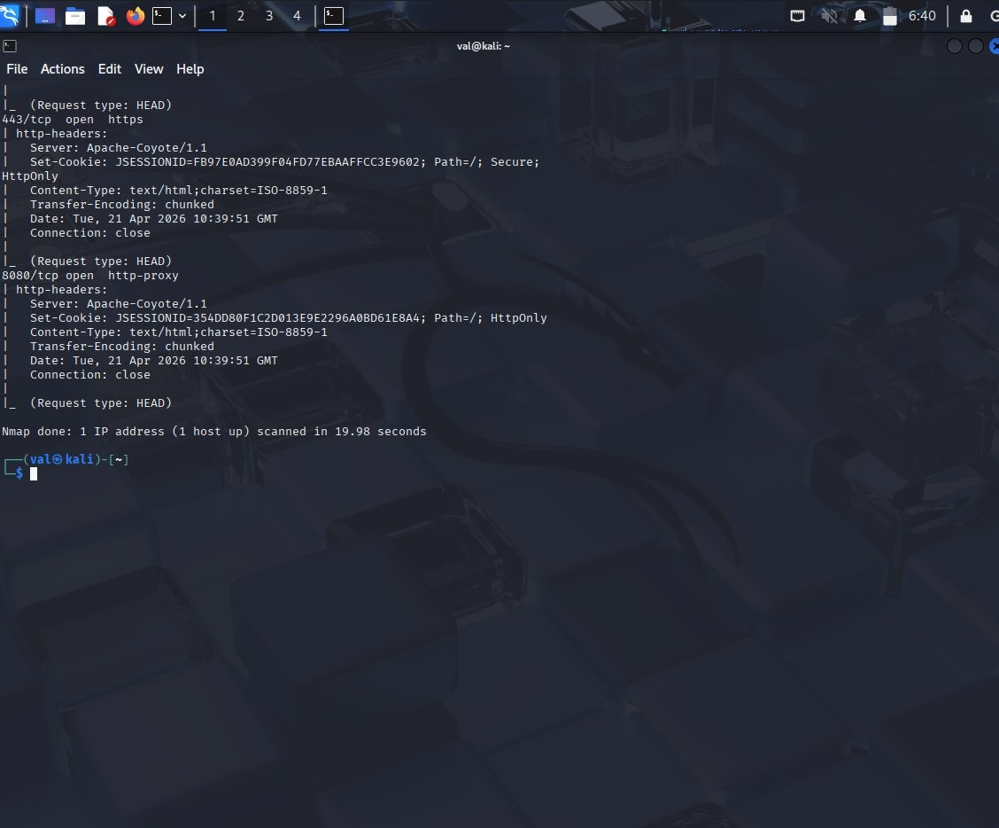 1 2 3 4 6:40
val@kali: ~
File Actions Edit View Help
|
|_  (Request type: HEAD)
443/tcp  open  https
| http-headers:
|   Server: Apache-Coyote/1.1
|   Set-Cookie: JSESSIONID=FB97E0AD399F04FD77EBAAFFCC3E9602; Path=/; Secure;
HttpOnly
|   Content-Type: text/html;charset=ISO-8859-1
|   Transfer-Encoding: chunked
|   Date: Tue, 21 Apr 2026 10:39:51 GMT
|   Connection: close
|
|_  (Request type: HEAD)
8080/tcp open  http-proxy
| http-headers:
|   Server: Apache-Coyote/1.1
|   Set-Cookie: JSESSIONID=354DD80F1C2D013E9E2296A0BD61E8A4; Path=/; HttpOnly
|   Content-Type: text/html;charset=ISO-8859-1
|   Transfer-Encoding: chunked
|   Date: Tue, 21 Apr 2026 10:39:51 GMT
|   Connection: close
|
|_  (Request type: HEAD)
Nmap done: 1 IP address (1 host up) scanned in 19.98 seconds
┌──(val㉿kali)-[~]
└─$